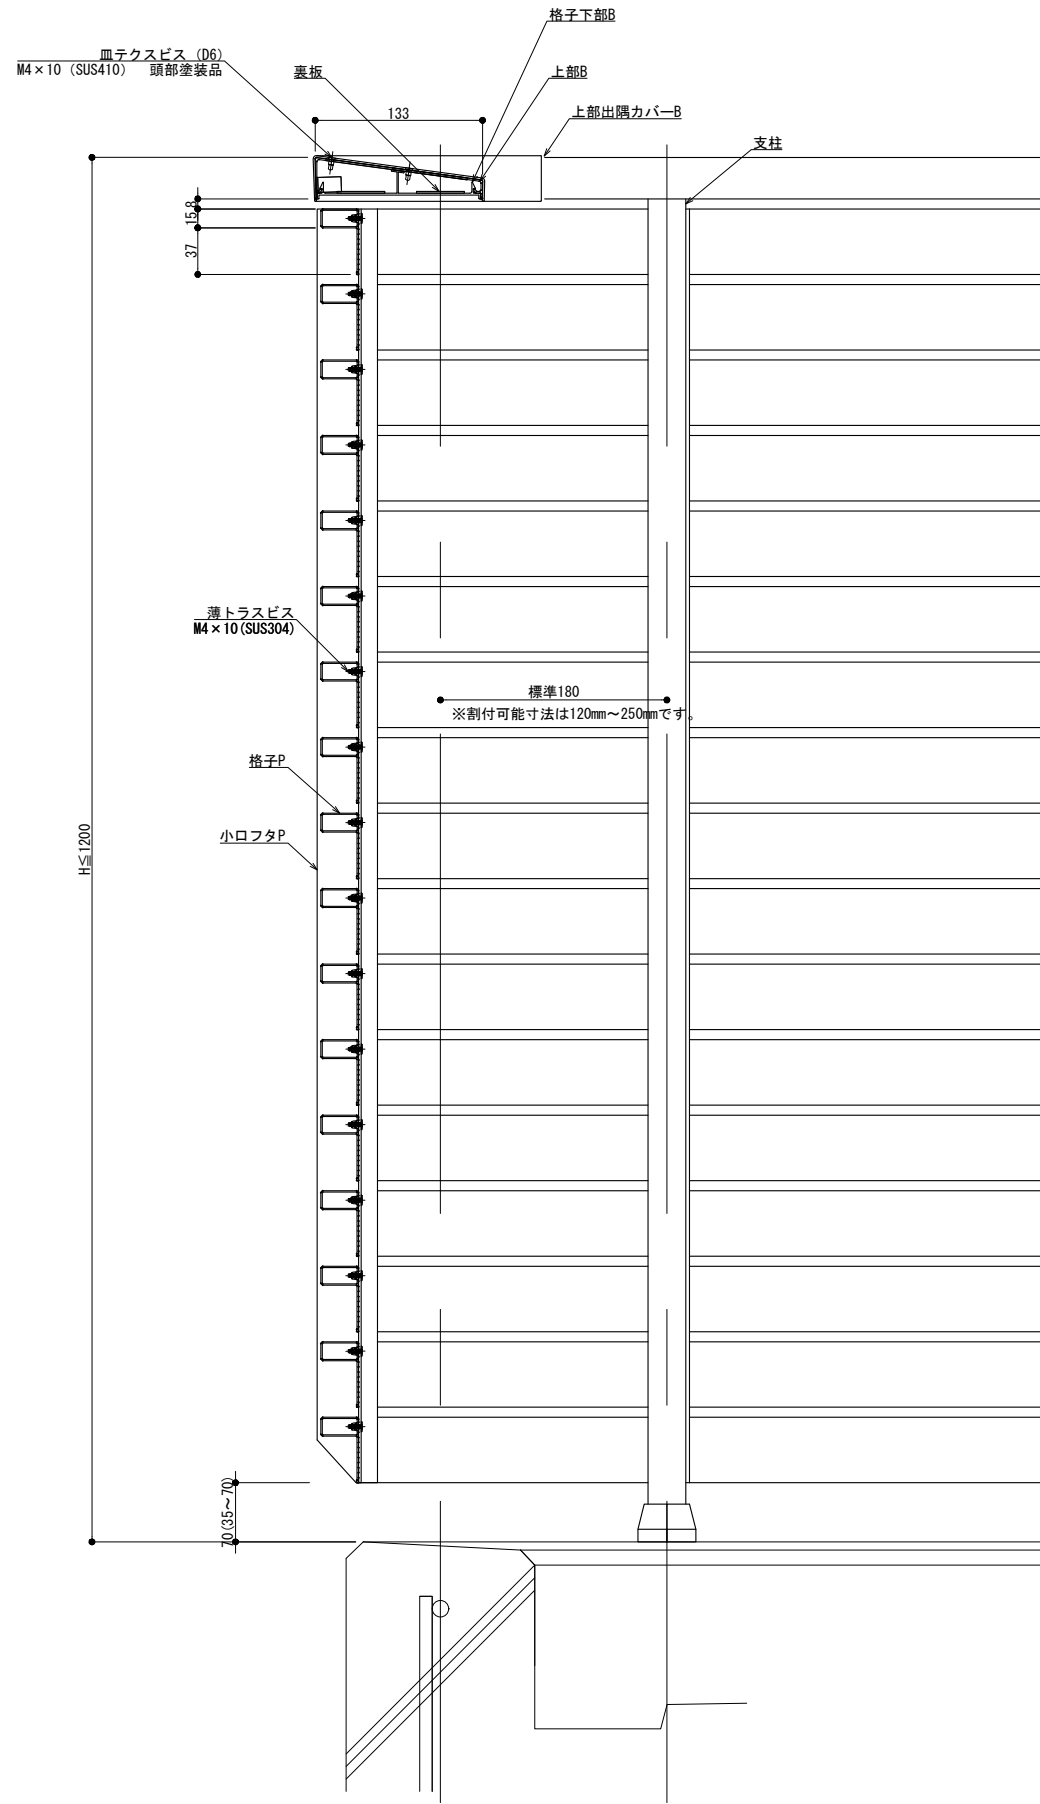 格子下部B
皿テクスビス (D6)
M4×10 (SUS410) 頭部塗装品
裏板
上部B
133
上部出隅カバーB
支柱
15.8
37
薄トラスビス
M4×10(SUS304)
標準180
※割付可能寸法は120mm～250mmです。
格子P
小口フタP
H≦1200
70(35～70)